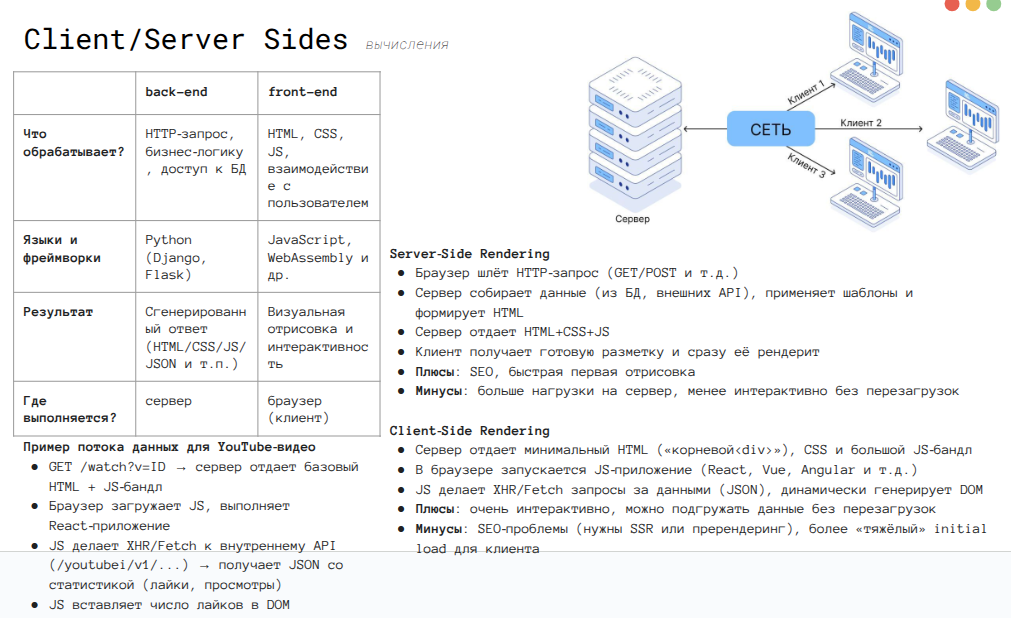 Client/Server Sides вычисления
back-end
front-end
Что
обрабатывает?
HTTP-запрос,
бизнес-логику
, доступ к БД
HTML, CSS,
JS,
взаимодействи
е с
пользователем
Языки и
фреймворки
Python
(Django,
Flask)
JavaScript,
WebAssembly и
др.
Результат
Сгенерированн
ый ответ
(HTML/CSS/JS/
JSON и т.п.)
Визуальная
отрисовка и
интерактивнос
ть
Где
выполняется?
сервер
браузер
(клиент)
Пример потока данных для YouTube-видео
● GET /watch?v=ID → сервер отдает базовый
HTML + JS-бандл
● Браузер загружает JS, выполняет
React-приложение
● JS делает XHR/Fetch к внутреннему API
(/youtubei/v1/...) → получает JSON со
статистикой (лайки, просмотры)
● JS вставляет число лайков в DOM
Сервер
СЕТЬ
Клиент 1
Клиент 2
Клиент 3
Server-Side Rendering
● Браузер шлёт HTTP-запрос (GET/POST и т.д.)
● Сервер собирает данные (из БД, внешних API), применяет шаблоны и
формирует HTML
● Сервер отдает HTML+CSS+JS
● Клиент получает готовую разметку и сразу её рендерит
● Плюсы: SEO, быстрая первая отрисовка
● Минусы: больше нагрузки на сервер, менее интерактивно без перезагрузок
Client-Side Rendering
● Сервер отдает минимальный HTML («корневой<div>»), CSS и большой JS-бандл
● В браузере запускается JS-приложение (React, Vue, Angular и т.д.)
● JS делает XHR/Fetch запросы за данными (JSON), динамически генерирует DOM
● Плюсы: очень интерактивно, можно подгружать данные без перезагрузок
● Минусы: SEO-проблемы (нужны SSR или пререндеринг), более «тяжёлый» initial
load для клиента